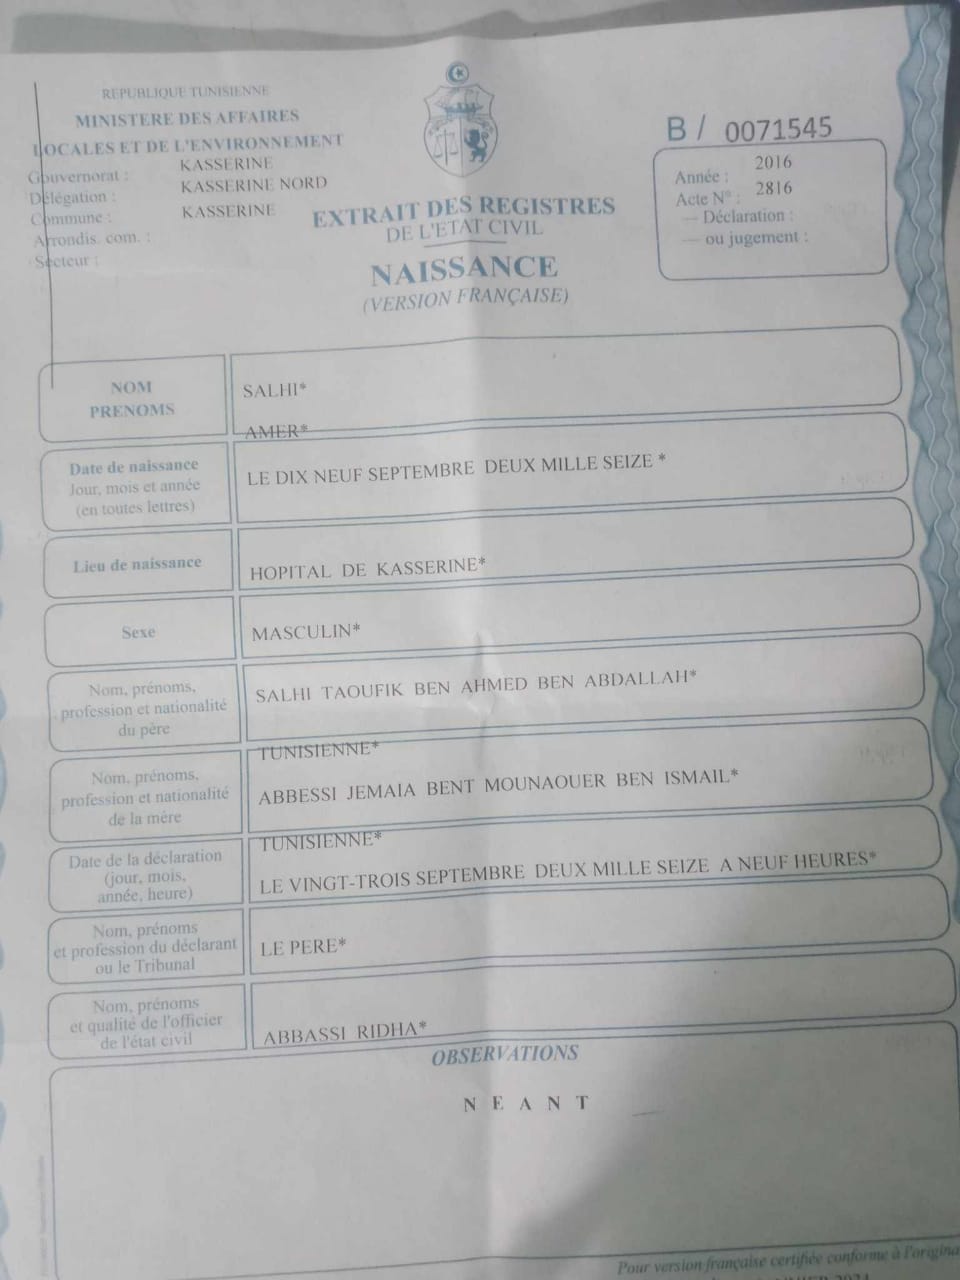 REPUBLIQUE TUNISIENNE
MINISTERE DES AFFAIRES
LOCALES ET DE L'ENVIRONNEMENT
Gouvernorat : KASSERINE
Délégation : KASSERINE NORD
Commune : KASSERINE
Arrondis. com. :
Secteur :
EXTRAIT DES REGISTRES
DE L'ETAT CIVIL
NAISSANCE
(VERSION FRANÇAISE)
B / 0071545
Année : 2016
Acte N° : 2816
— Déclaration :
— ou jugement :
NOM
PRENOMS
SALHI*
AMER*
Date de naissance
Jour, mois et année
(en toutes lettres)
LE DIX NEUF SEPTEMBRE DEUX MILLE SEIZE *
Lieu de naissance
HOPITAL DE KASSERINE*
Sexe
MASCULIN*
Nom, prénoms,
profession et nationalité
du père
SALHI TAOUFIK BEN AHMED BEN ABDALLAH*
TUNISIENNE*
Nom, prénoms,
profession et nationalité
de la mère
ABBESSI JEMAIA BENT MOUNAOUER BEN ISMAIL*
TUNISIENNE*
Date de la déclaration
(jour, mois,
année, heure)
LE VINGT-TROIS SEPTEMBRE DEUX MILLE SEIZE A NEUF HEURES*
Nom, prénoms
et profession du déclarant
ou le Tribunal
LE PERE*
Nom, prénoms
et qualité de l'officier
de l'état civil
ABBASSI RIDHA*
OBSERVATIONS
N E A N T
Pour version française certifiée conforme à l'origina